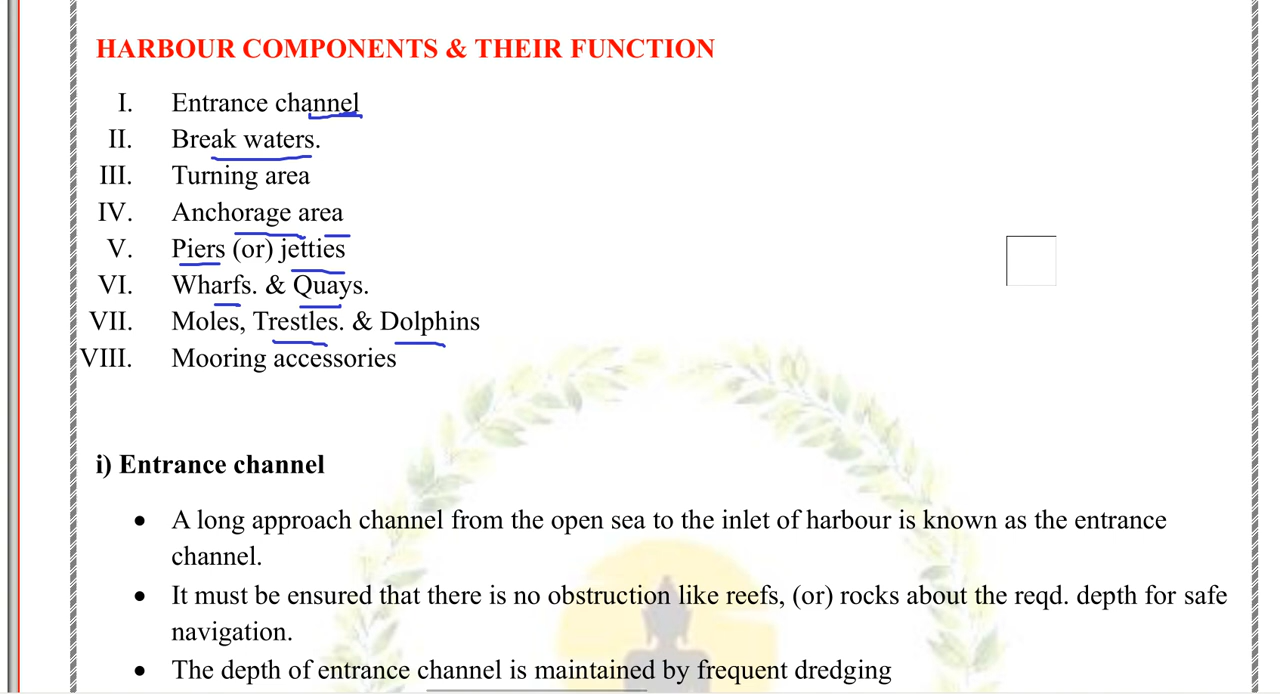 HARBOUR COMPONENTS & THEIR FUNCTION
I. Entrance channel
II. Break waters.
III. Turning area
IV. Anchorage area
V. Piers (or) jetties
VI. Wharfs. & Quays.
VII. Moles, Trestles. & Dolphins
VIII. Mooring accessories
i) Entrance channel
• A long approach channel from the open sea to the inlet of harbour is known as the entrance
channel.
• It must be ensured that there is no obstruction like reefs, (or) rocks about the reqd. depth for safe
navigation.
• The depth of entrance channel is maintained by frequent dredging